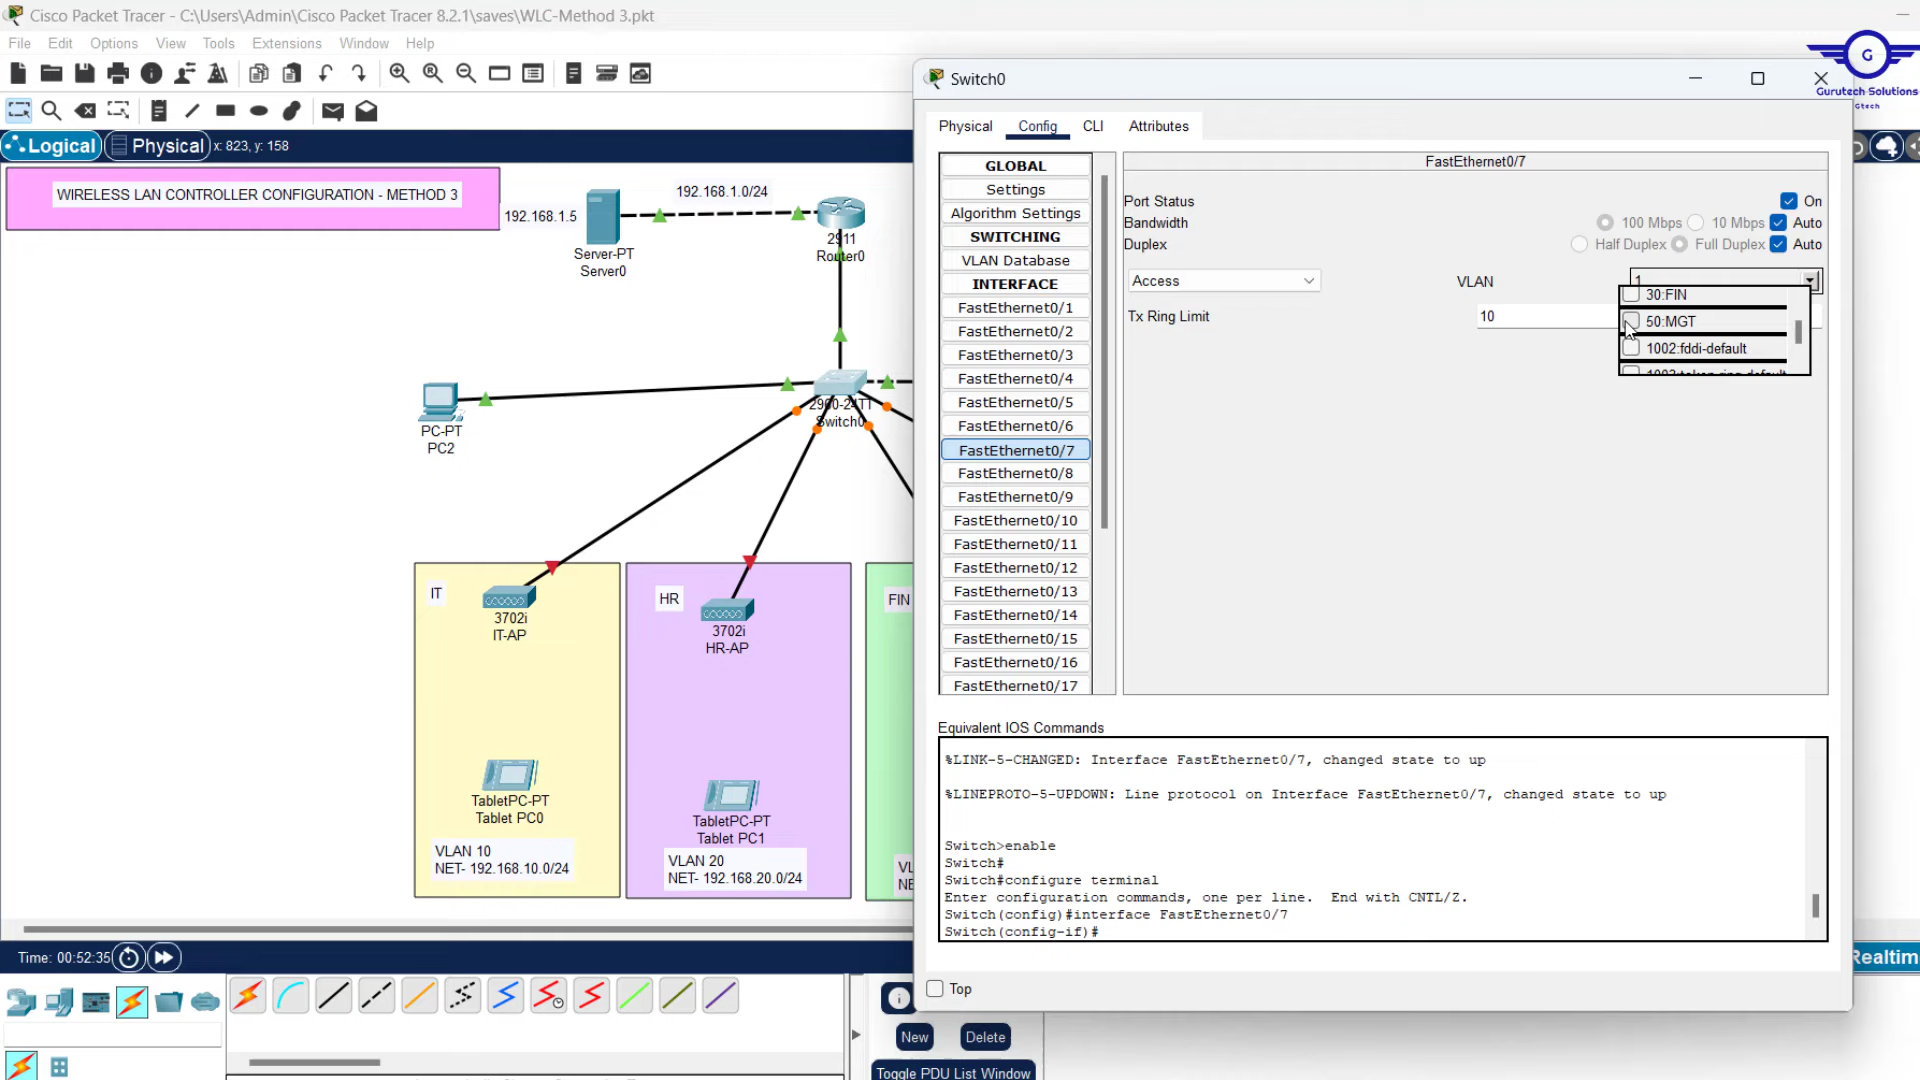 Cisco Packet Tracer - C:\Users\Admin\Cisco Packet Tracer 8.2.1\saves\WLC-Method 3.pkt
File Edit Options View Tools Extensions Window Help
G
Gurutech Solutions
Gtech
Logical Physical x: 823, y: 158
WIRELESS LAN CONTROLLER CONFIGURATION - METHOD 3
192.168.1.5
192.168.1.0/24
Server-PT
Server0
2911
Router0
PC-PT
PC2
2960-24TT
Switch0
IT
3702i
IT-AP
HR
3702i
HR-AP
FIN
TabletPC-PT
Tablet PC0
TabletPC-PT
Tablet PC1
VLAN 10
NET- 192.168.10.0/24
VLAN 20
NET- 192.168.20.0/24
Switch0
Physical Config CLI Attributes
GLOBAL
Settings
Algorithm Settings
SWITCHING
VLAN Database
INTERFACE
FastEthernet0/1
FastEthernet0/2
FastEthernet0/3
FastEthernet0/4
FastEthernet0/5
FastEthernet0/6
FastEthernet0/7
FastEthernet0/8
FastEthernet0/9
FastEthernet0/10
FastEthernet0/11
FastEthernet0/12
FastEthernet0/13
FastEthernet0/14
FastEthernet0/15
FastEthernet0/16
FastEthernet0/17
FastEthernet0/7
Port Status On
Bandwidth 100 Mbps 10 Mbps Auto
Duplex Half Duplex Full Duplex Auto
Access VLAN 1
30:FIN
50:MGT
1002:fddi-default
Tx Ring Limit 10
Equivalent IOS Commands
%LINK-5-CHANGED: Interface FastEthernet0/7, changed state to up
%LINEPROTO-5-UPDOWN: Line protocol on Interface FastEthernet0/7, changed state to up
Switch>enable
Switch#
Switch#configure terminal
Enter configuration commands, one per line. End with CNTL/Z.
Switch(config)#interface FastEthernet0/7
Switch(config-if)#
Top
Time: 00:52:35
Realtim
New Delete
Toggle PDU List Window